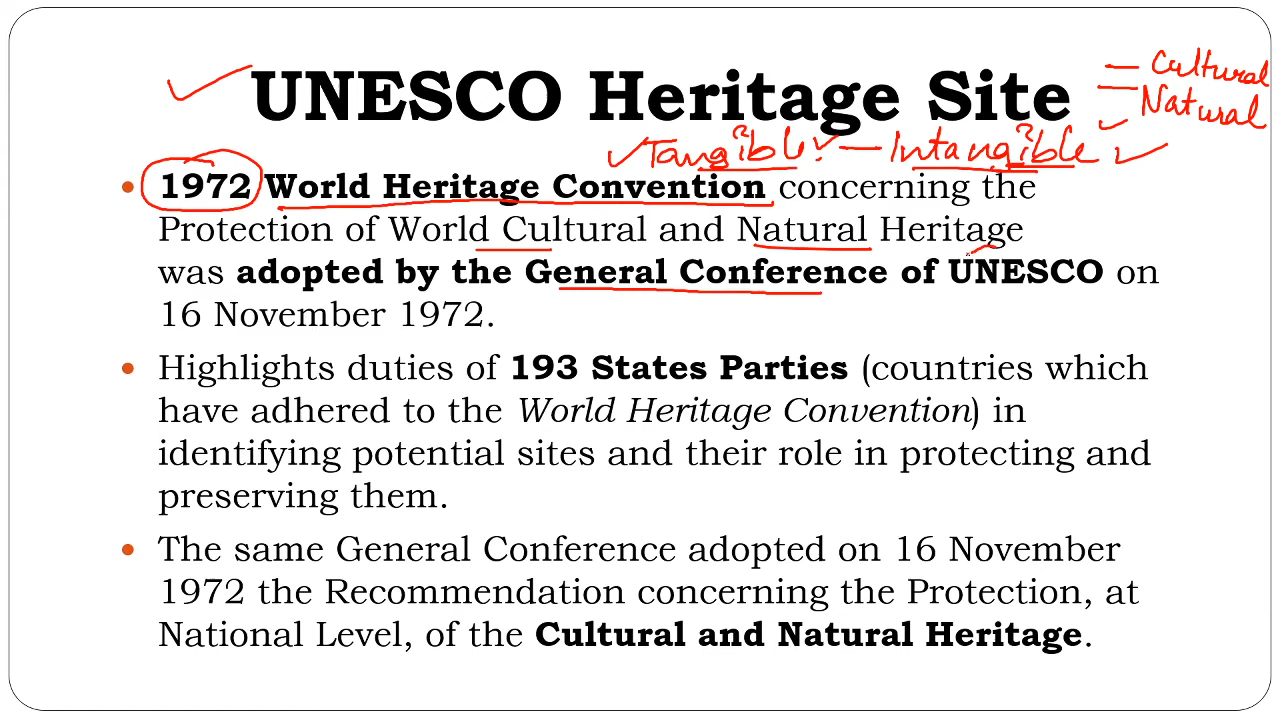 UNESCO Heritage Site
— Cultural
— Natural
Tangible — Intangible
• 1972 World Heritage Convention concerning the
Protection of World Cultural and Natural Heritage
was adopted by the General Conference of UNESCO on
16 November 1972.
• Highlights duties of 193 States Parties (countries which
have adhered to the World Heritage Convention) in
identifying potential sites and their role in protecting and
preserving them.
• The same General Conference adopted on 16 November
1972 the Recommendation concerning the Protection, at
National Level, of the Cultural and Natural Heritage.